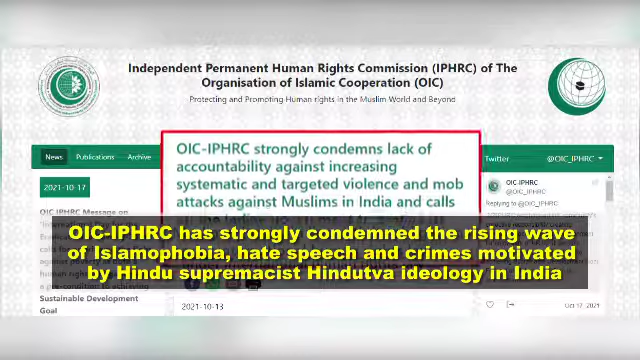 Independent Permanent Human Rights Commission (IPHRC) of The
Organisation of Islamic Cooperation (OIC)
Protecting and Promoting Human rights in the Muslim World and Beyond
News Publications Archive
Twitter @OIC_IPHRC
2021-10-17
OIC-IPHRC strongly condemns lack of
accountability against increasing
systematic and targeted violence and mob
attacks against Muslims in India and calls
OIC-IPHRC
@OIC_IPHRC
Replying to @OIC_IPHRC
OIC IPHRC Message on
OIC-IPHRC has strongly condemned the rising wave
of Islamophobia, hate speech and crimes motivated
by Hindu supremacist Hindutva ideology in India
Sustainable Development
Goal
2021-10-13
Oct 17, 2021